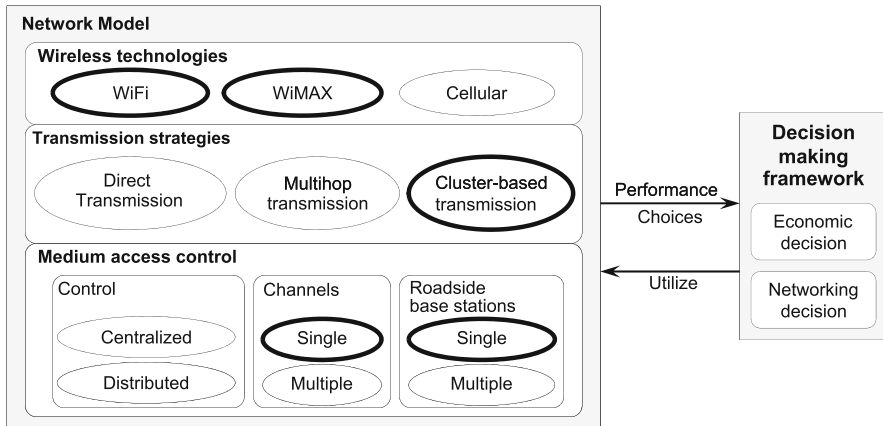 Network Model
Wireless technologies
WiFi
WiMAX
Cellular
Transmission strategies
Direct
Transmission
Multihop
transmission
Cluster-based
transmission
Medium access control
Control
Centralized
Distributed
Channels
Single
Multiple
Roadside
base stations
Single
Multiple
Performance
Choices
Utilize
Decision
making
framework
Economic
decision
Networking
decision